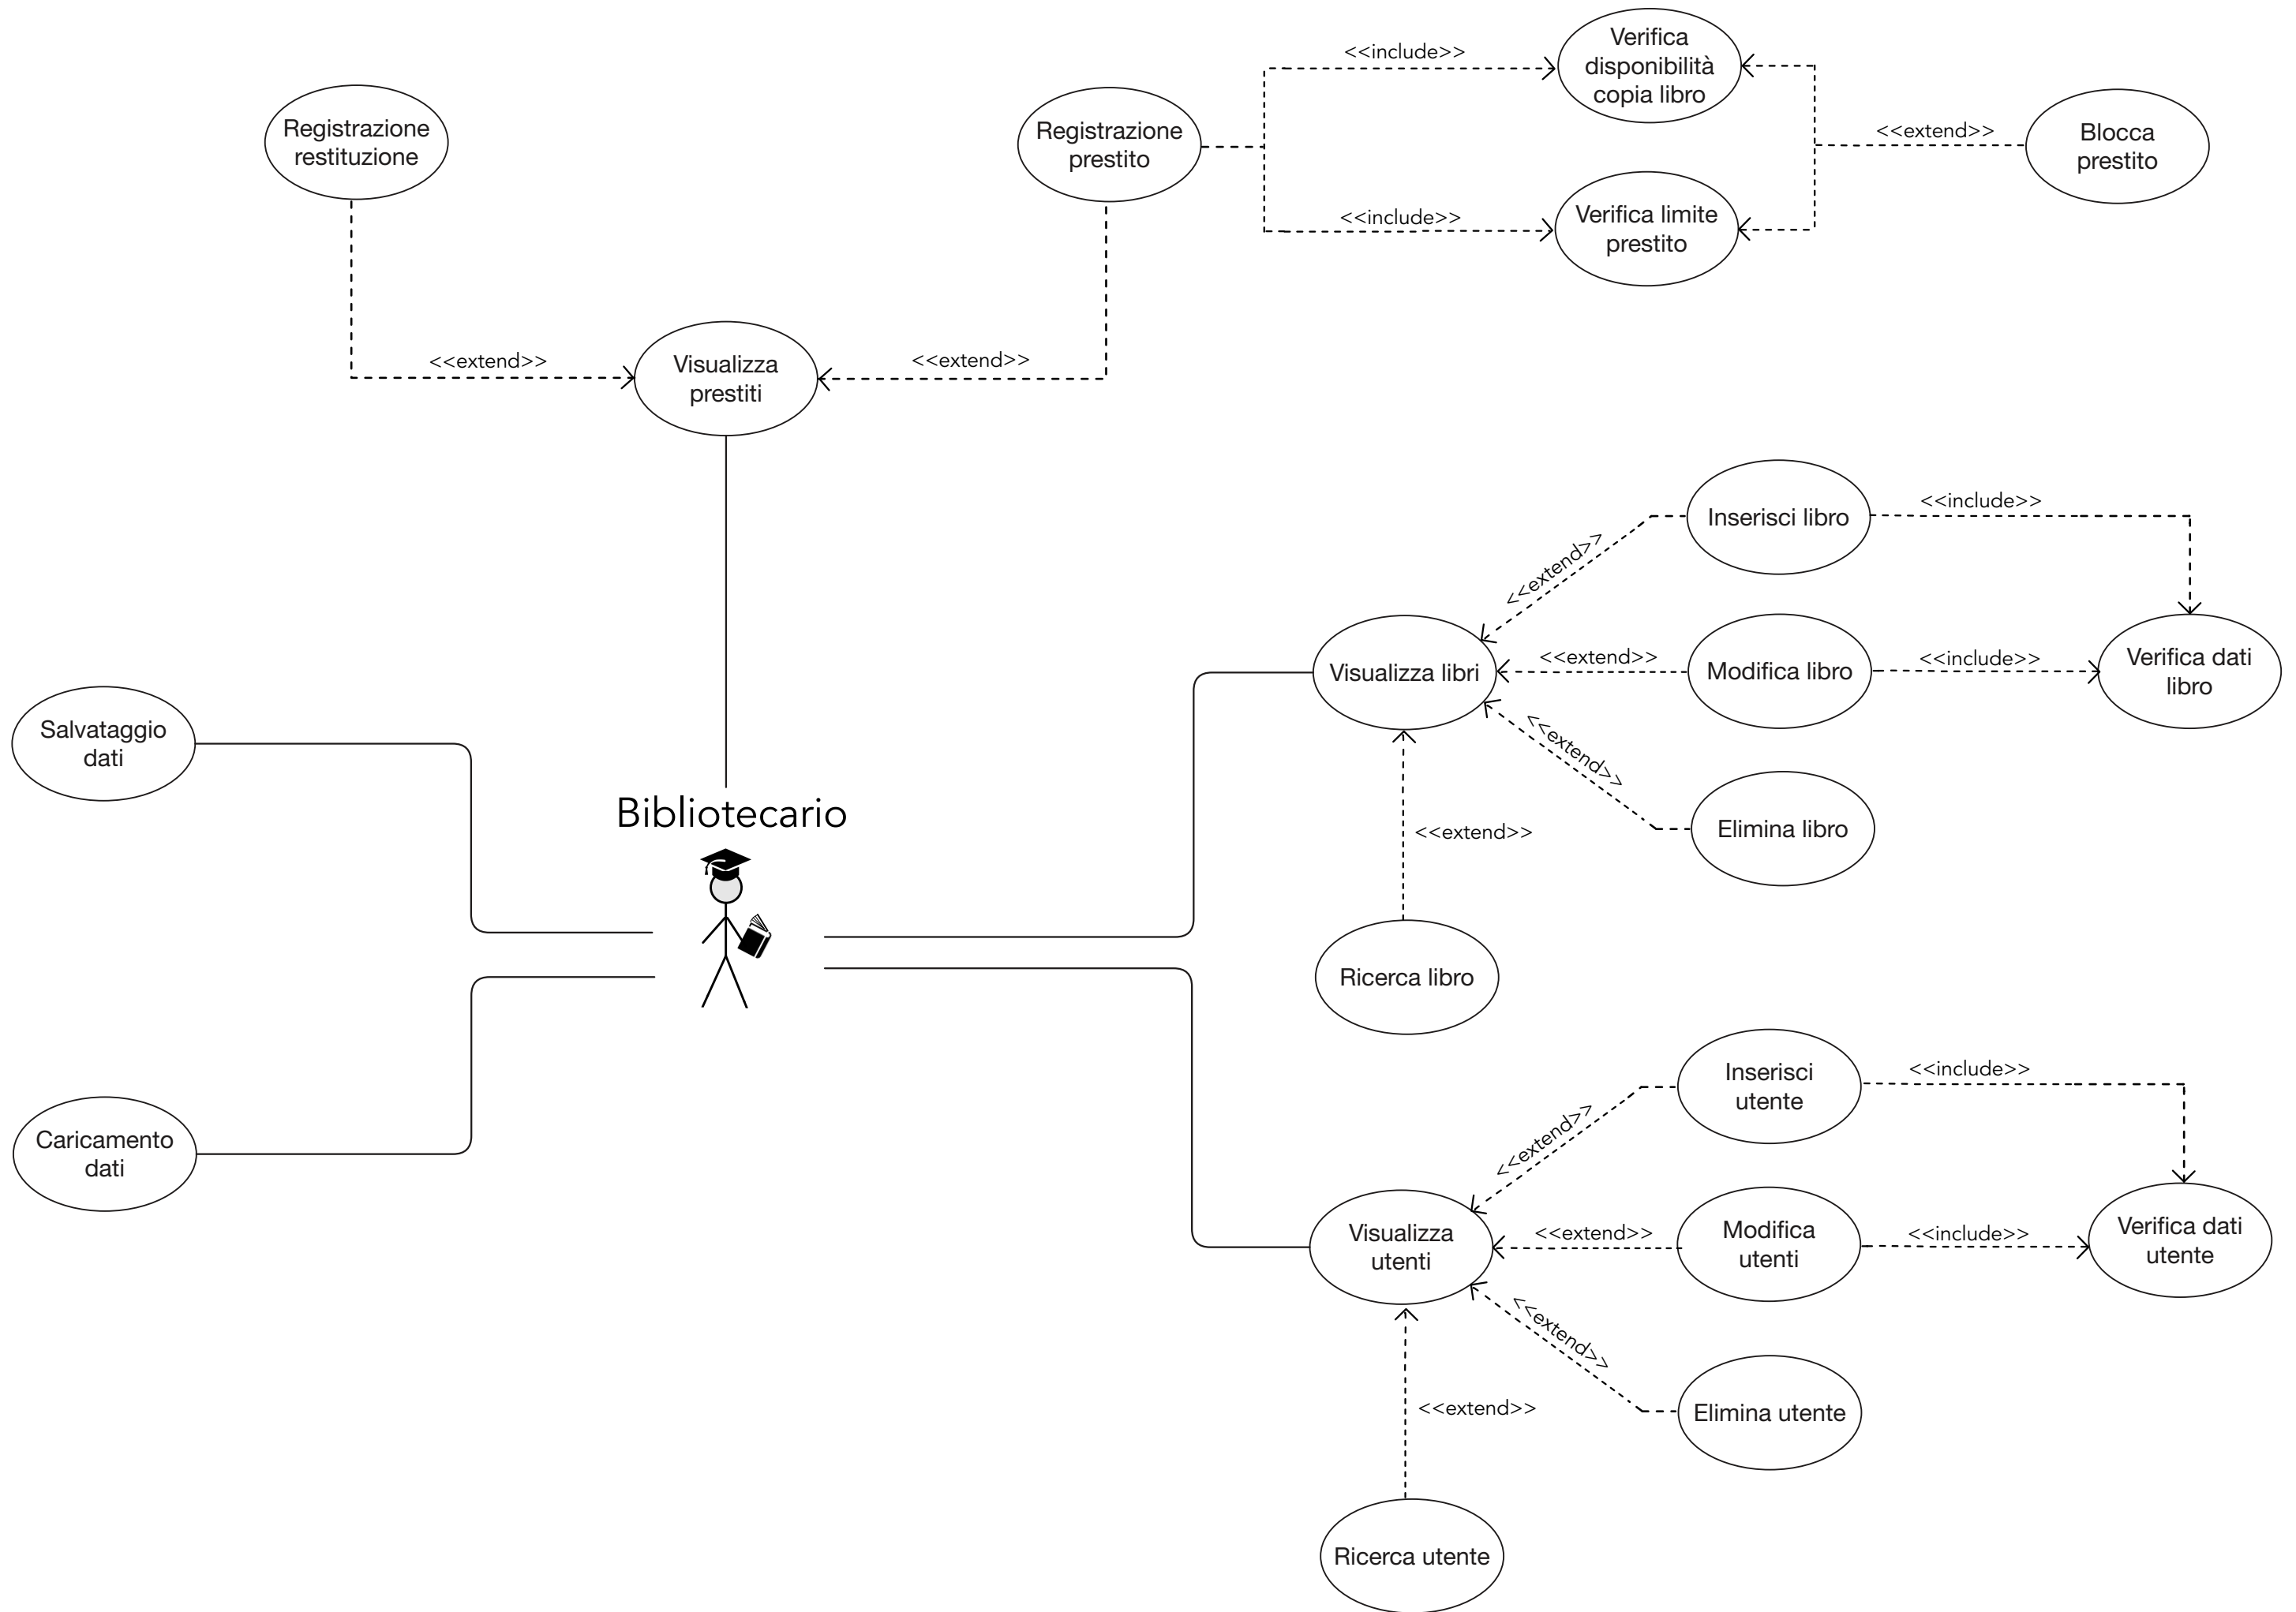 Verifica
disponibilità
copia libro
<<include>>
Registrazione
restituzione
Registrazione
prestito
<<extend>>
Blocca
prestito
<<include>>
Verifica limite
prestito
<<extend>>
Visualizza
prestiti
<<extend>>
Inserisci libro
<<include>>
<<extend>>
Visualizza libri
<<extend>>
Modifica libro
<<include>>
Verifica dati
libro
<<extend>>
Elimina libro
<<extend>>
Ricerca libro
Salvataggio
dati
Bibliotecario
Caricamento
dati
Inserisci
utente
<<include>>
<<extend>>
Visualizza
utenti
<<extend>>
Modifica
utenti
<<include>>
Verifica dati
utente
<<extend>>
Elimina utente
<<extend>>
Ricerca utente